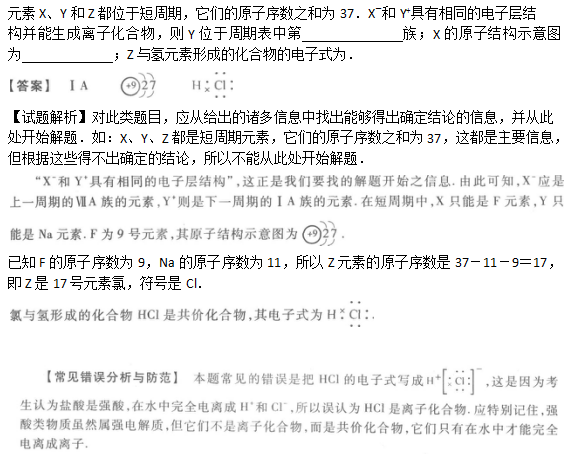 元素X、Y和Z都位于短周期，它们的原子序数之和为 37．X⁻和 Y⁺具有相同的电子层结
构并能生成离子化合物，则 Y 位于周期表中第________________族；X 的原子结构示意图
为______________；Z与氢元素形成的化合物的电子式为．
【答案】 ⅠA (+9)27 H×Cl:
【试题解析】对此类题目，应从给出的诸多信息中找出能够得出确定结论的信息，并从此
处开始解题．如：X、Y、Z 都是短周期元素，它们的原子序数之和为 37，这都是主要信息，
但根据这些得不出确定的结论，所以不能从此处开始解题．
“X⁻和 Y⁺具有相同的电子层结构”，这正是我们要找的解题开始之信息．由此可知，X⁻应是
上一周期的ⅦA 族的元素，Y⁺则是下一周期的ⅠA 族的元素．在短周期中，X 只能是 F 元素，Y 只
能是 Na 元素．F 为 9 号元素，其原子结构示意图为 (+9)27．
已知 F 的原子序数为 9，Na 的原子序数为 11，所以 Z 元素的原子序数是 37－11－9＝17，
即 Z 是 17 号元素氯，符号是 Cl．
氯与氢形成的化合物 HCl 是共价化合物，其电子式为 H×Cl:．
【常见错误分析与防范】 本题常见的错误是把 HCl 的电子式写成 H⁺[:Cl:]⁻，这是因为考
生认为盐酸是强酸，在水中完全电离成 H⁺和 Cl⁻，所以误认为 HCl 是离子化合物．应特别记住，强
酸类物质虽然属强电解质，但它们不是离子化合物，而是共价化合物，它们只有在水中才能完全
电离成离子．